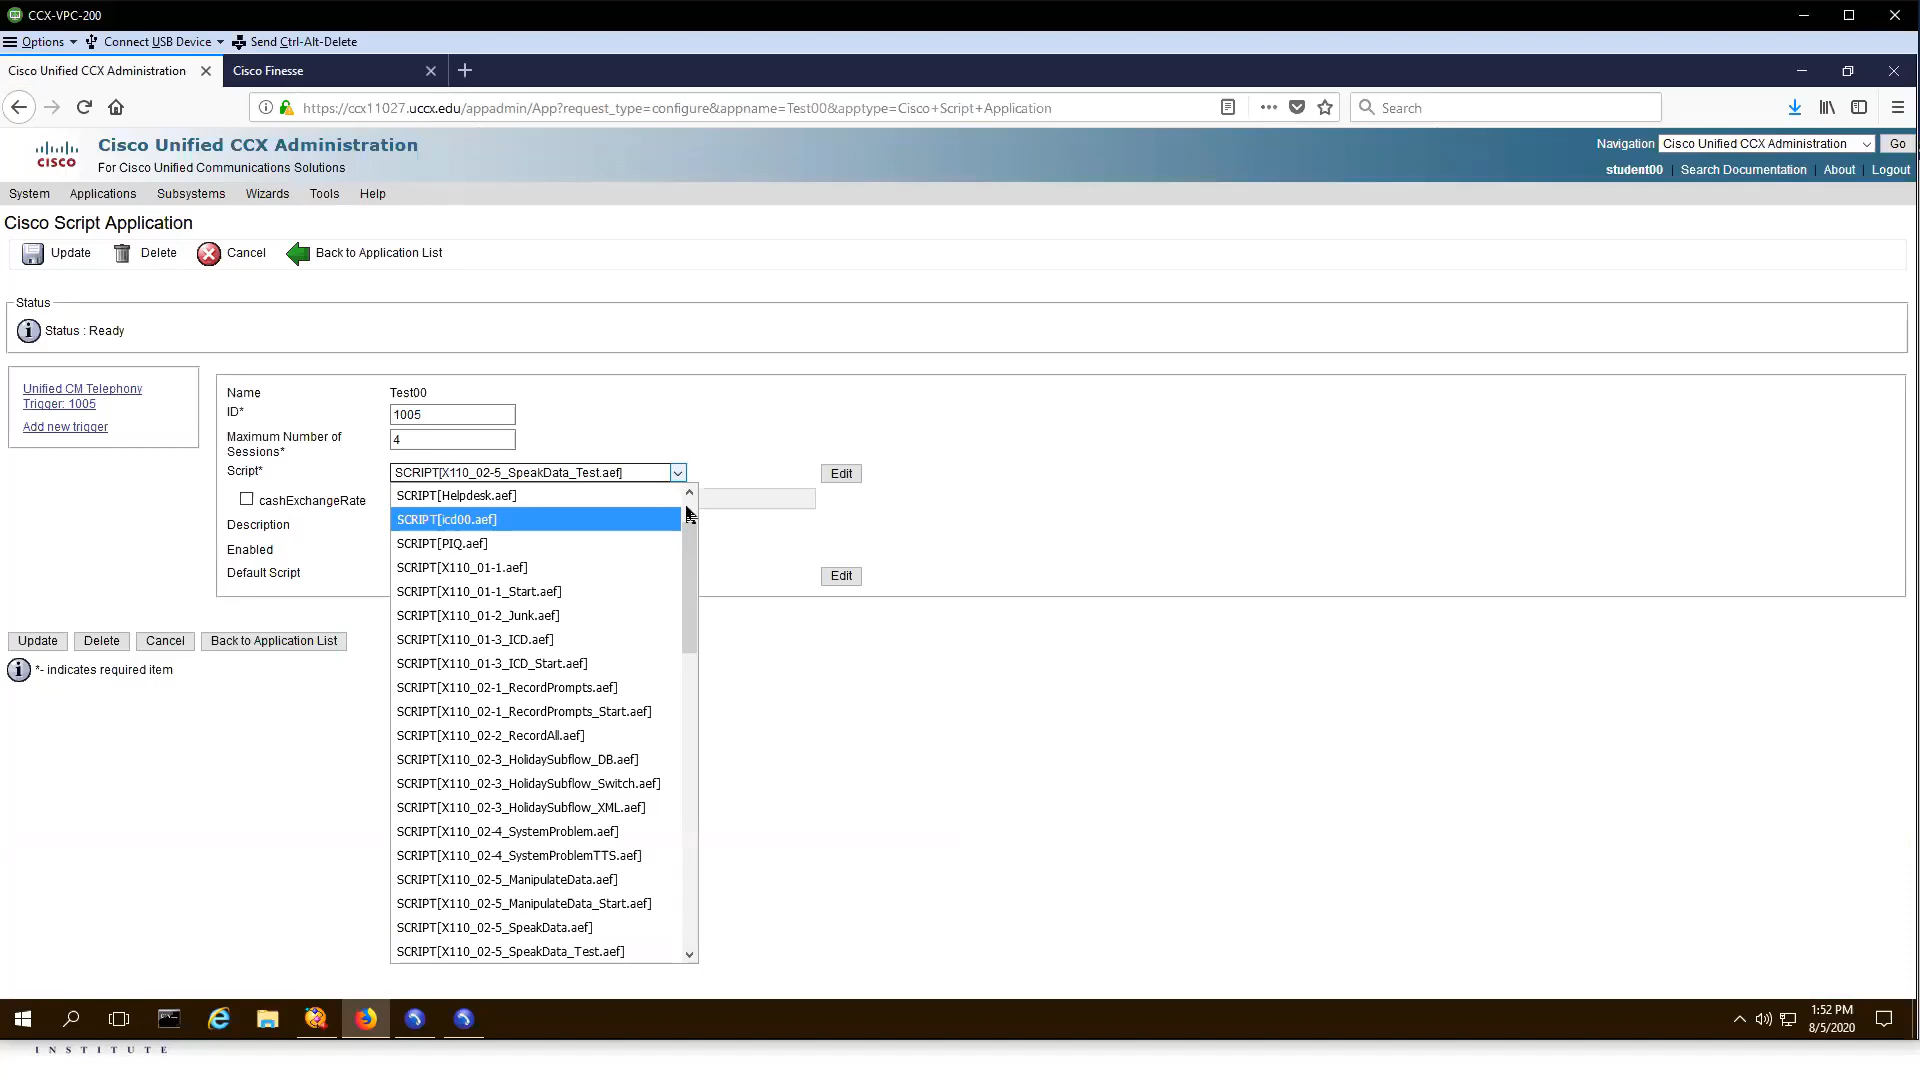 CCX-VPC-200
Options Connect USB Device Send Ctrl-Alt-Delete
Cisco Unified CCX Administration Cisco Finesse
https://ccx11027.uccx.edu/appadmin/App?request_type=configure&appname=Test00&apptype=Cisco+Script+Application Search
CISCO
Cisco Unified CCX Administration
For Cisco Unified Communications Solutions
Navigation Cisco Unified CCX Administration Go
student00 | Search Documentation | About | Logout
System Applications Subsystems Wizards Tools Help
Cisco Script Application
Update Delete Cancel Back to Application List
Status
Status : Ready
Unified CM Telephony
Trigger: 1005
Add new trigger
Name Test00
ID* 1005
Maximum Number of
Sessions* 4
Script* SCRIPT[X110_02-5_SpeakData_Test.aef] Edit
cashExchangeRate
Description
Enabled
Default Script Edit
SCRIPT[Helpdesk.aef]
SCRIPT[icd00.aef]
SCRIPT[PIQ.aef]
SCRIPT[X110_01-1.aef]
SCRIPT[X110_01-1_Start.aef]
SCRIPT[X110_01-2_Junk.aef]
SCRIPT[X110_01-3_ICD.aef]
SCRIPT[X110_01-3_ICD_Start.aef]
SCRIPT[X110_02-1_RecordPrompts.aef]
SCRIPT[X110_02-1_RecordPrompts_Start.aef]
SCRIPT[X110_02-2_RecordAll.aef]
SCRIPT[X110_02-3_HolidaySubflow_DB.aef]
SCRIPT[X110_02-3_HolidaySubflow_Switch.aef]
SCRIPT[X110_02-3_HolidaySubflow_XML.aef]
SCRIPT[X110_02-4_SystemProblem.aef]
SCRIPT[X110_02-4_SystemProblemTTS.aef]
SCRIPT[X110_02-5_ManipulateData.aef]
SCRIPT[X110_02-5_ManipulateData_Start.aef]
SCRIPT[X110_02-5_SpeakData.aef]
SCRIPT[X110_02-5_SpeakData_Test.aef]
Update Delete Cancel Back to Application List
*- indicates required item
1:52 PM
8/5/2020
INSTITUTE